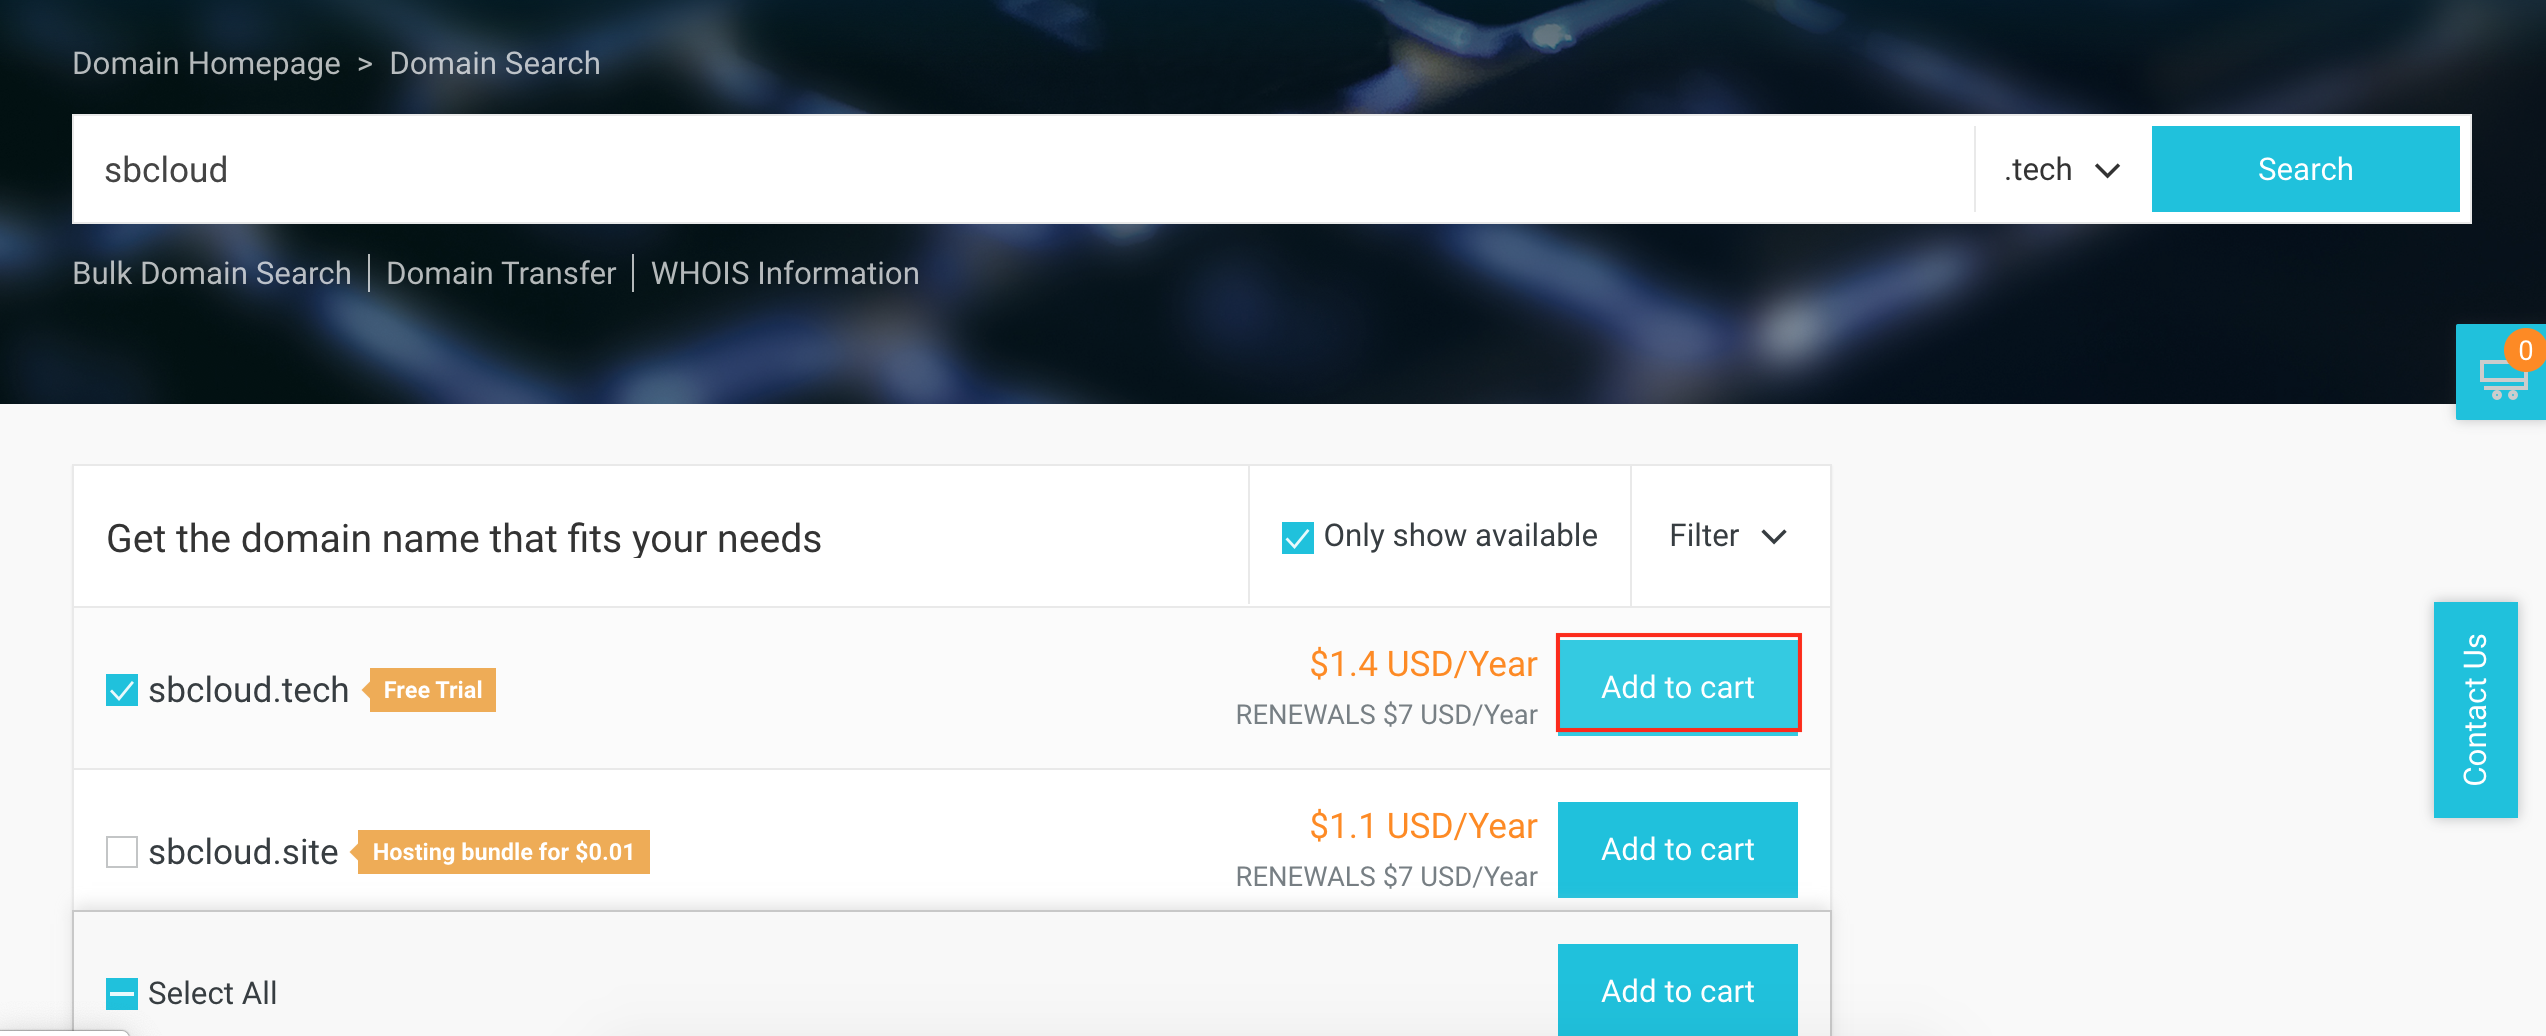 Domain Homepage > Domain Search
sbcloud
.tech
Search
Bulk Domain Search | Domain Transfer | WHOIS Information
0
Get the domain name that fits your needs
Only show available
Filter
sbcloud.tech
Free Trial
$1.4 USD/Year
RENEWALS $7 USD/Year
Add to cart
Contact Us
sbcloud.site
Hosting bundle for $0.01
$1.1 USD/Year
RENEWALS $7 USD/Year
Add to cart
Select All
Add to cart